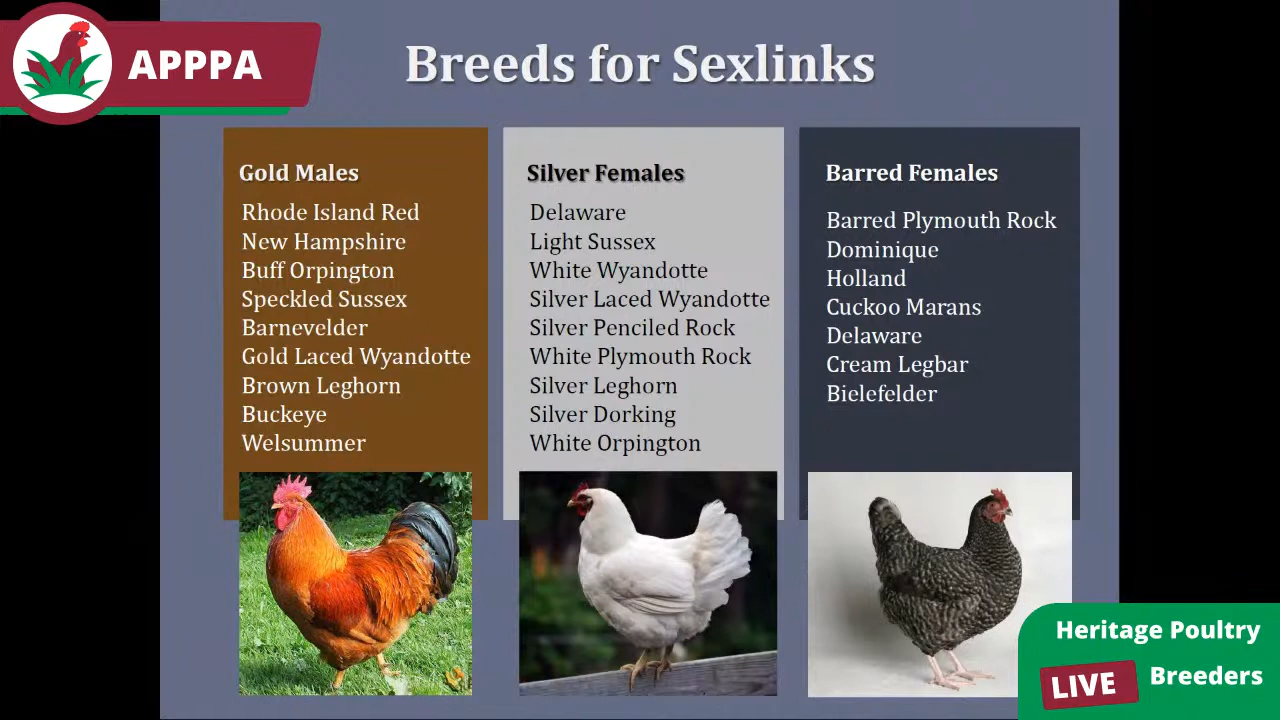 APPPA
Breeds for Sexlinks
Gold Males
Rhode Island Red
New Hampshire
Buff Orpington
Speckled Sussex
Barnevelder
Gold Laced Wyandotte
Brown Leghorn
Buckeye
Welsummer
Silver Females
Delaware
Light Sussex
White Wyandotte
Silver Laced Wyandotte
Silver Penciled Rock
White Plymouth Rock
Silver Leghorn
Silver Dorking
White Orpington
Barred Females
Barred Plymouth Rock
Dominique
Holland
Cuckoo Marans
Delaware
Cream Legbar
Bielefelder
Heritage Poultry
LIVE Breeders